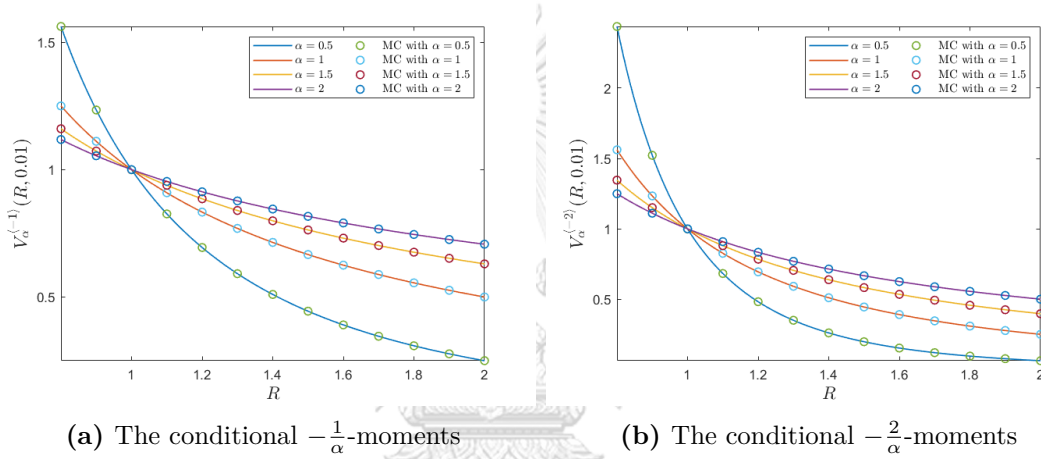 1.5
1
0.5
V_α^⟨−1⟩(R, 0.01)
1 1.2 1.4 1.6 1.8 2
R
α = 0.5 MC with α = 0.5
α = 1 MC with α = 1
α = 1.5 MC with α = 1.5
α = 2 MC with α = 2
(a) The conditional −1/α-moments
2
1.5
1
0.5
V_α^⟨−2⟩(R, 0.01)
1 1.2 1.4 1.6 1.8 2
R
α = 0.5 MC with α = 0.5
α = 1 MC with α = 1
α = 1.5 MC with α = 1.5
α = 2 MC with α = 2
(b) The conditional −2/α-moments